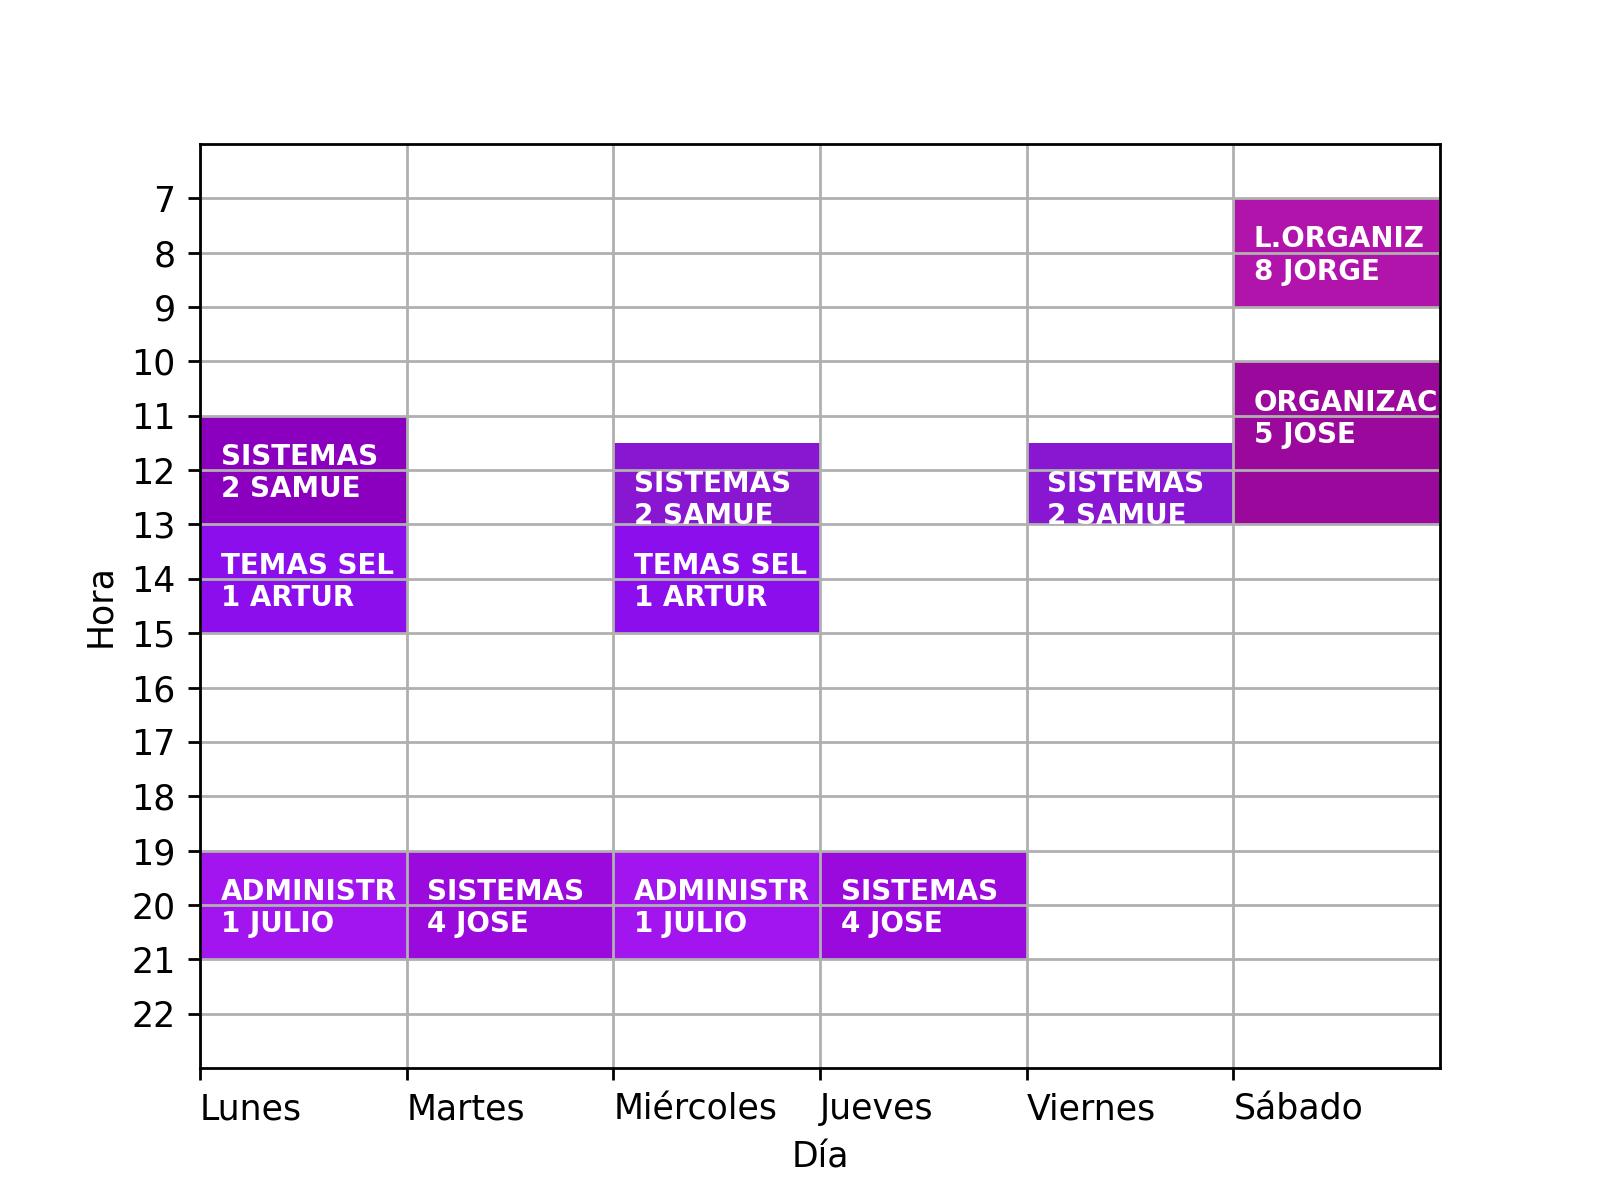 7
8
9
10
11
12
13
14
15
16
17
18
19
20
21
22
Hora
L.ORGANIZ
8 JORGE
ORGANIZAC
5 JOSE
SISTEMAS
2 SAMUE
SISTEMAS
2 SAMUE
SISTEMAS
2 SAMUE
TEMAS SEL
1 ARTUR
TEMAS SEL
1 ARTUR
ADMINISTR
1 JULIO
SISTEMAS
4 JOSE
ADMINISTR
1 JULIO
SISTEMAS
4 JOSE
Lunes Martes Miércoles Jueves Viernes Sábado
Día